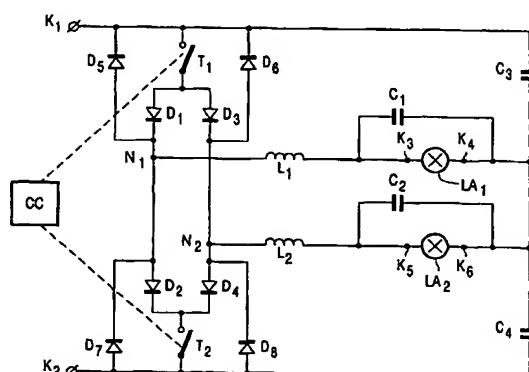 K1
D5
T1
D6
C3
D1
D3
C1
K3
K4
N1
L1
LA1
CC
C2
N2
L2
K5
K6
LA2
D2
D4
D7
T2
D8
C4
K2